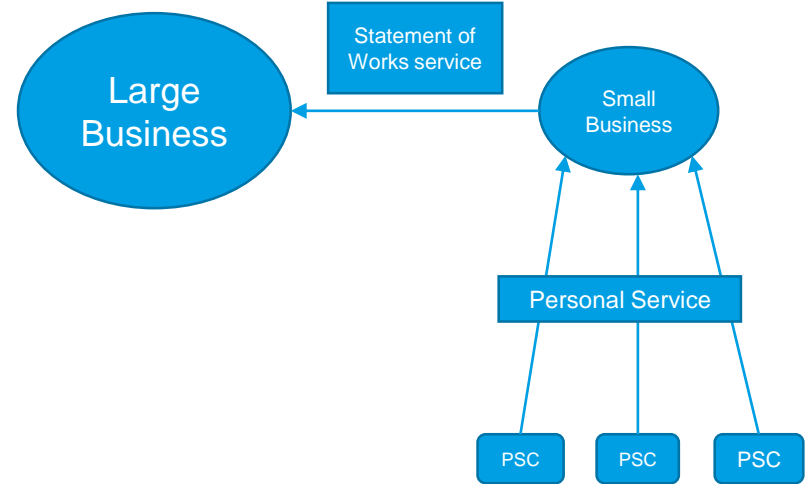 Statement of
Works service
Large
Business
Small
Business
Personal Service
PSC
PSC
PSC